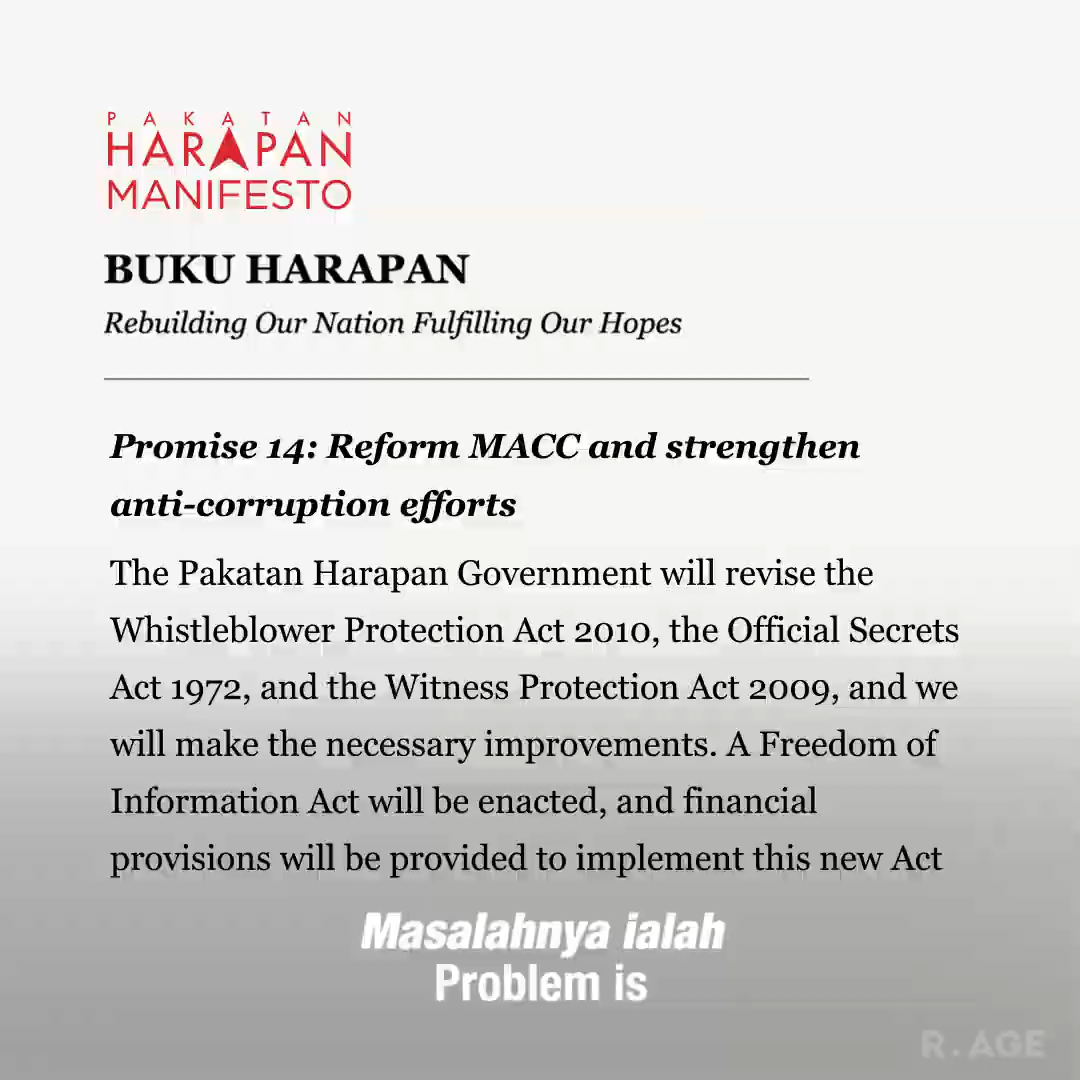 PAKATAN
HARAPAN
MANIFESTO
BUKU HARAPAN
Rebuilding Our Nation Fulfilling Our Hopes
Promise 14: Reform MACC and strengthen
anti-corruption efforts
The Pakatan Harapan Government will revise the
Whistleblower Protection Act 2010, the Official Secrets
Act 1972, and the Witness Protection Act 2009, and we
will make the necessary improvements. A Freedom of
Information Act will be enacted, and financial
provisions will be provided to implement this new Act
Masalahnya ialah
Problem is
R.AGE